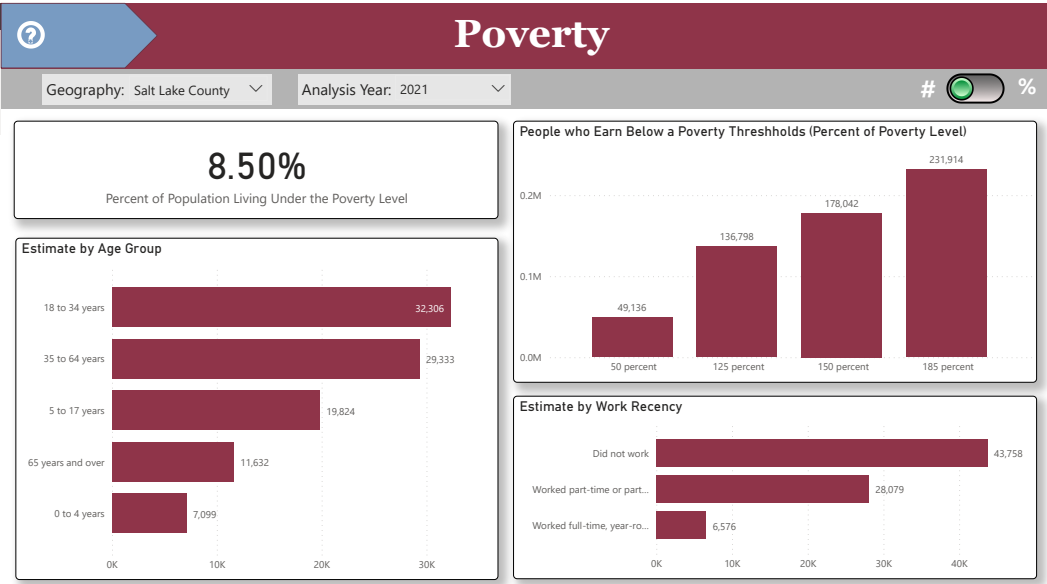 ?
Poverty
Geography: Salt Lake County
Analysis Year: 2021
# %
8.50%
Percent of Population Living Under the Poverty Level
Estimate by Age Group
18 to 34 years 32,306
35 to 64 years 29,333
5 to 17 years 19,824
65 years and over 11,632
0 to 4 years 7,099
0K 10K 20K 30K
People who Earn Below a Poverty Threshholds (Percent of Poverty Level)
231,914
0.2M
178,042
136,798
0.1M
49,136
0.0M
50 percent 125 percent 150 percent 185 percent
Estimate by Work Recency
Did not work 43,758
Worked part-time or part... 28,079
Worked full-time, year-ro... 6,576
0K 10K 20K 30K 40K